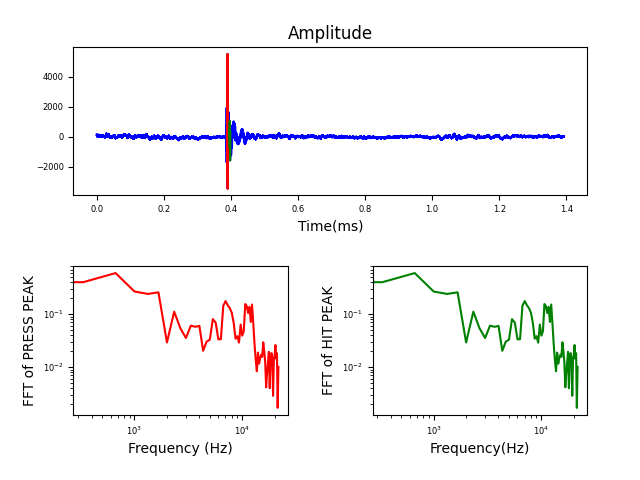 Amplitude
4000
2000
0
−2000
0.0 0.2 0.4 0.6 0.8 1.0 1.2 1.4
Time(ms)
FFT of PRESS PEAK
10⁻¹
10⁻²
10³ 10⁴
Frequency (Hz)
FFT of HIT PEAK
10⁻¹
10⁻²
10³ 10⁴
Frequency(Hz)